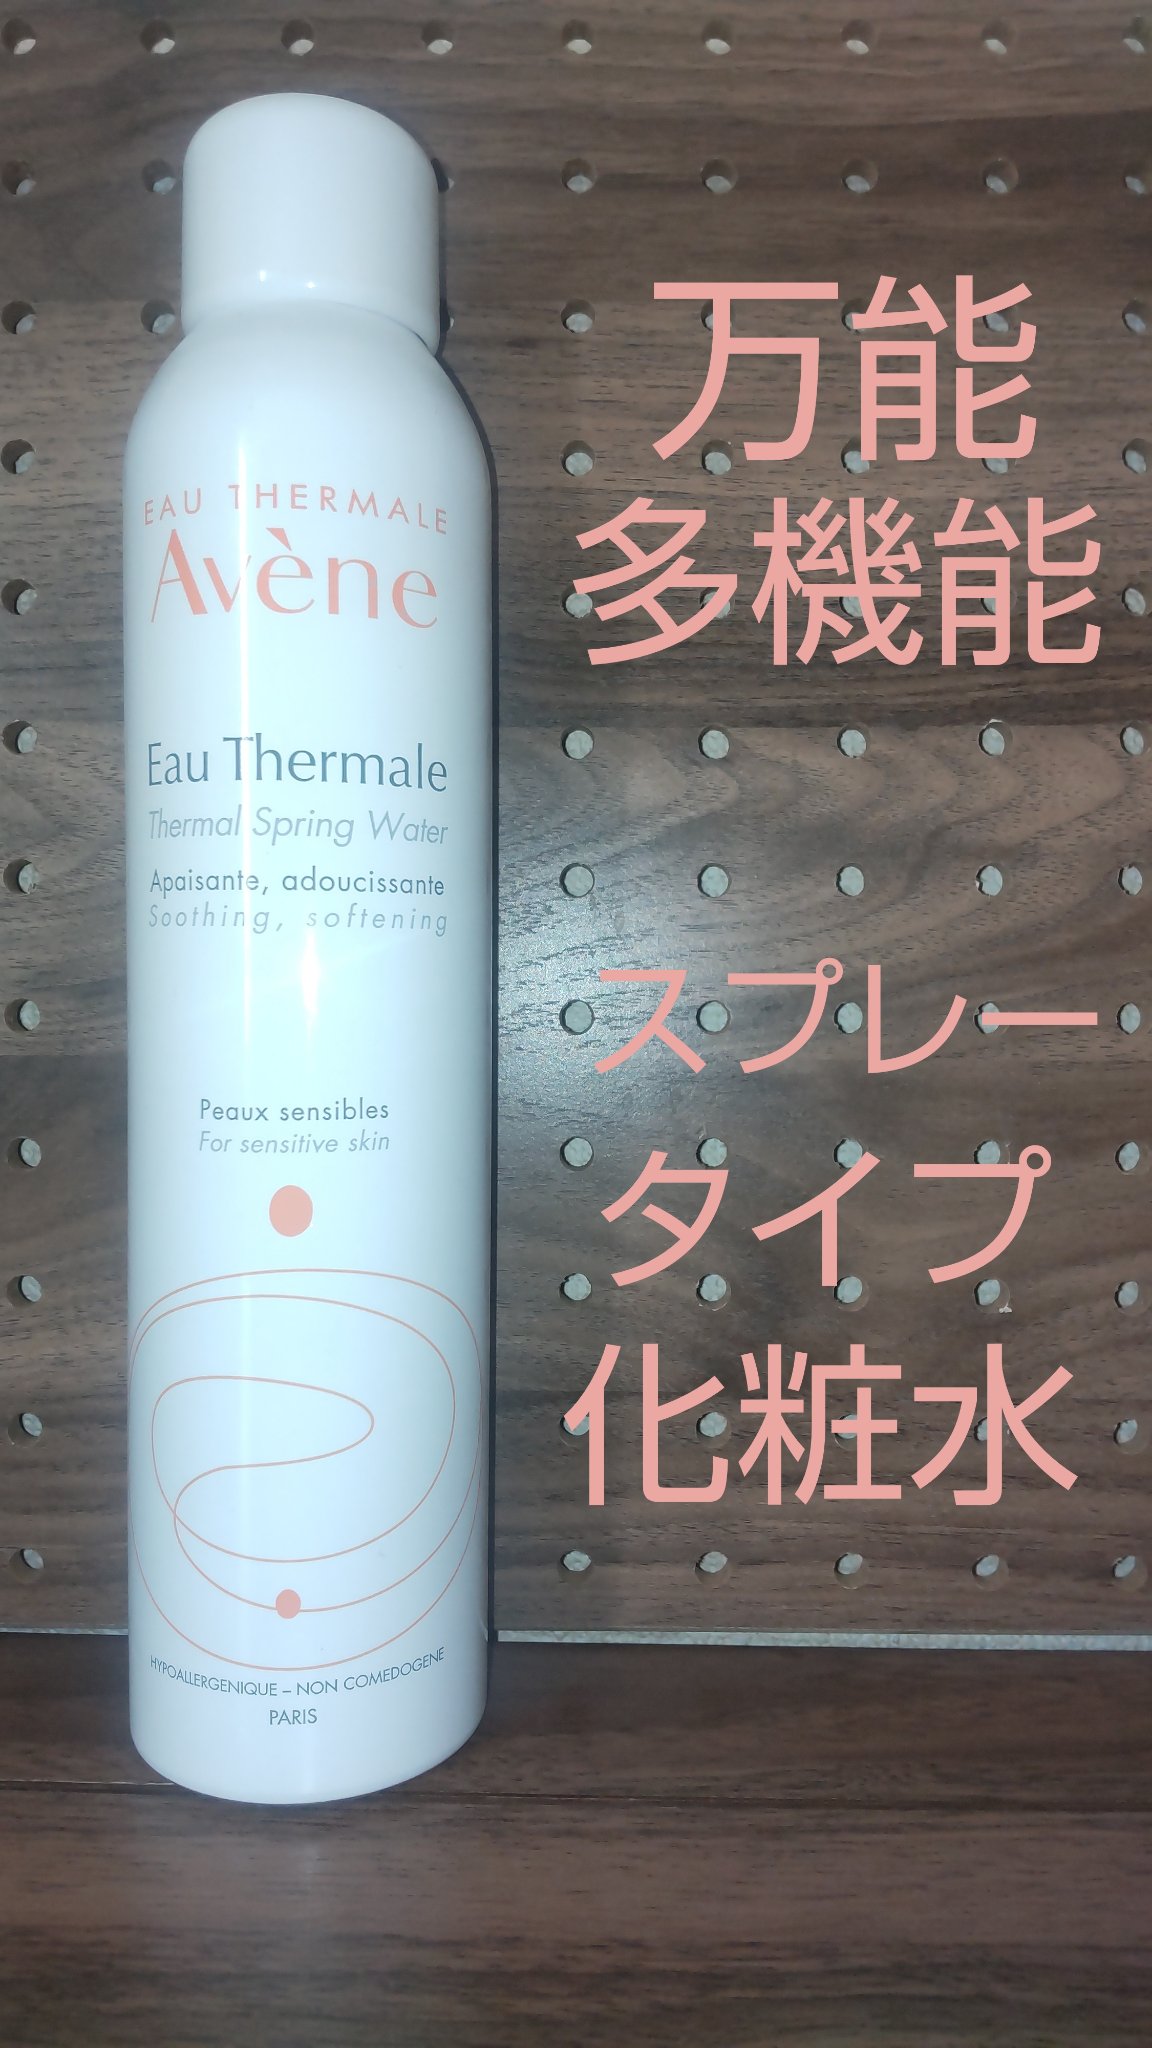 EAU THERMALE
Avène
Eau Thermale
Thermal Spring Water
Apaisante, adoucissante
Soothing, softening
Peaux sensibles
For sensitive skin
HYPOALLERGENIQUE – NON COMEDOGENE
PARIS
万能
多機能
スプレー
タイプ
化粧水